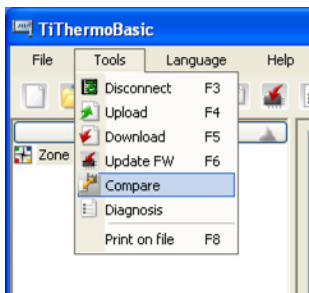 TiThermoBasic
File Tools Language Help
Disconnect F3
Upload F4
Download F5
Zone
Update FW F6
Compare
Diagnosis
Print on file F8